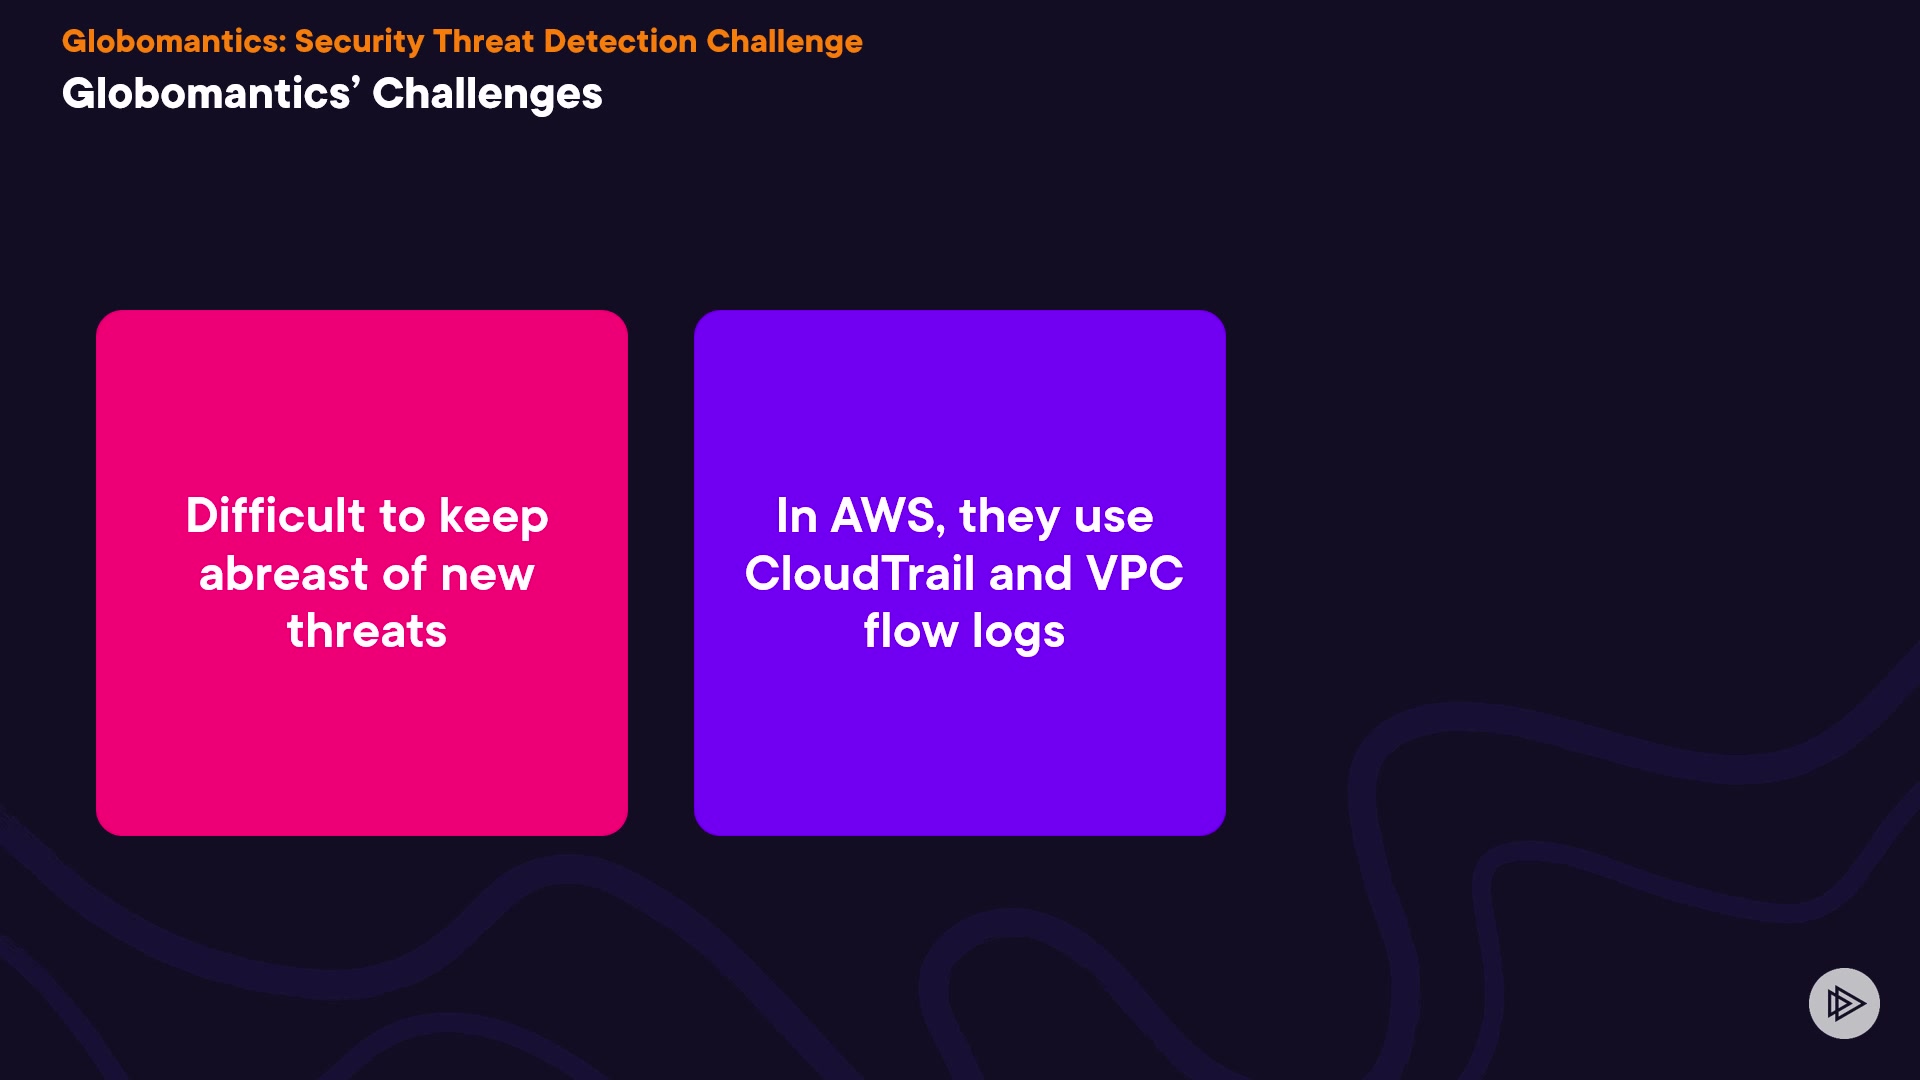 Globomantics: Security Threat Detection Challenge
Globomantics’ Challenges
Difficult to keep
abreast of new
threats
In AWS, they use
CloudTrail and VPC
flow logs